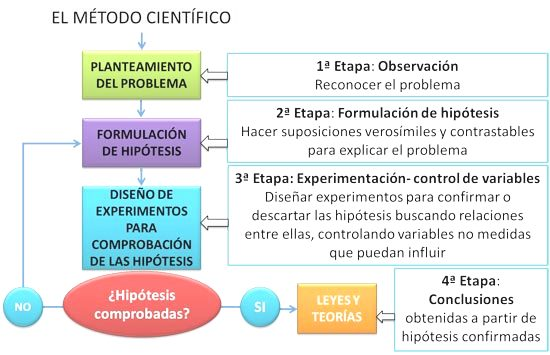 EL MÉTODO CIENTÍFICO
PLANTEAMIENTO
DEL PROBLEMA
1ª Etapa: Observación
Reconocer el problema
FORMULACIÓN
DE HIPÓTESIS
2ª Etapa: Formulación de hipótesis
Hacer suposiciones verosímiles y contrastables
para explicar el problema
DISEÑO DE
EXPERIMENTOS
PARA
COMPROBACIÓN
DE LAS HIPÓTESIS
3ª Etapa: Experimentación- control de variables
Diseñar experimentos para confirmar o
descartar las hipótesis buscando relaciones
entre ellas, controlando variables no medidas
que puedan influir
NO
¿Hipótesis
comprobadas?
SI
LEYES Y
TEORÍAS
4ª Etapa:
Conclusiones
obtenidas a partir de
hipótesis confirmadas